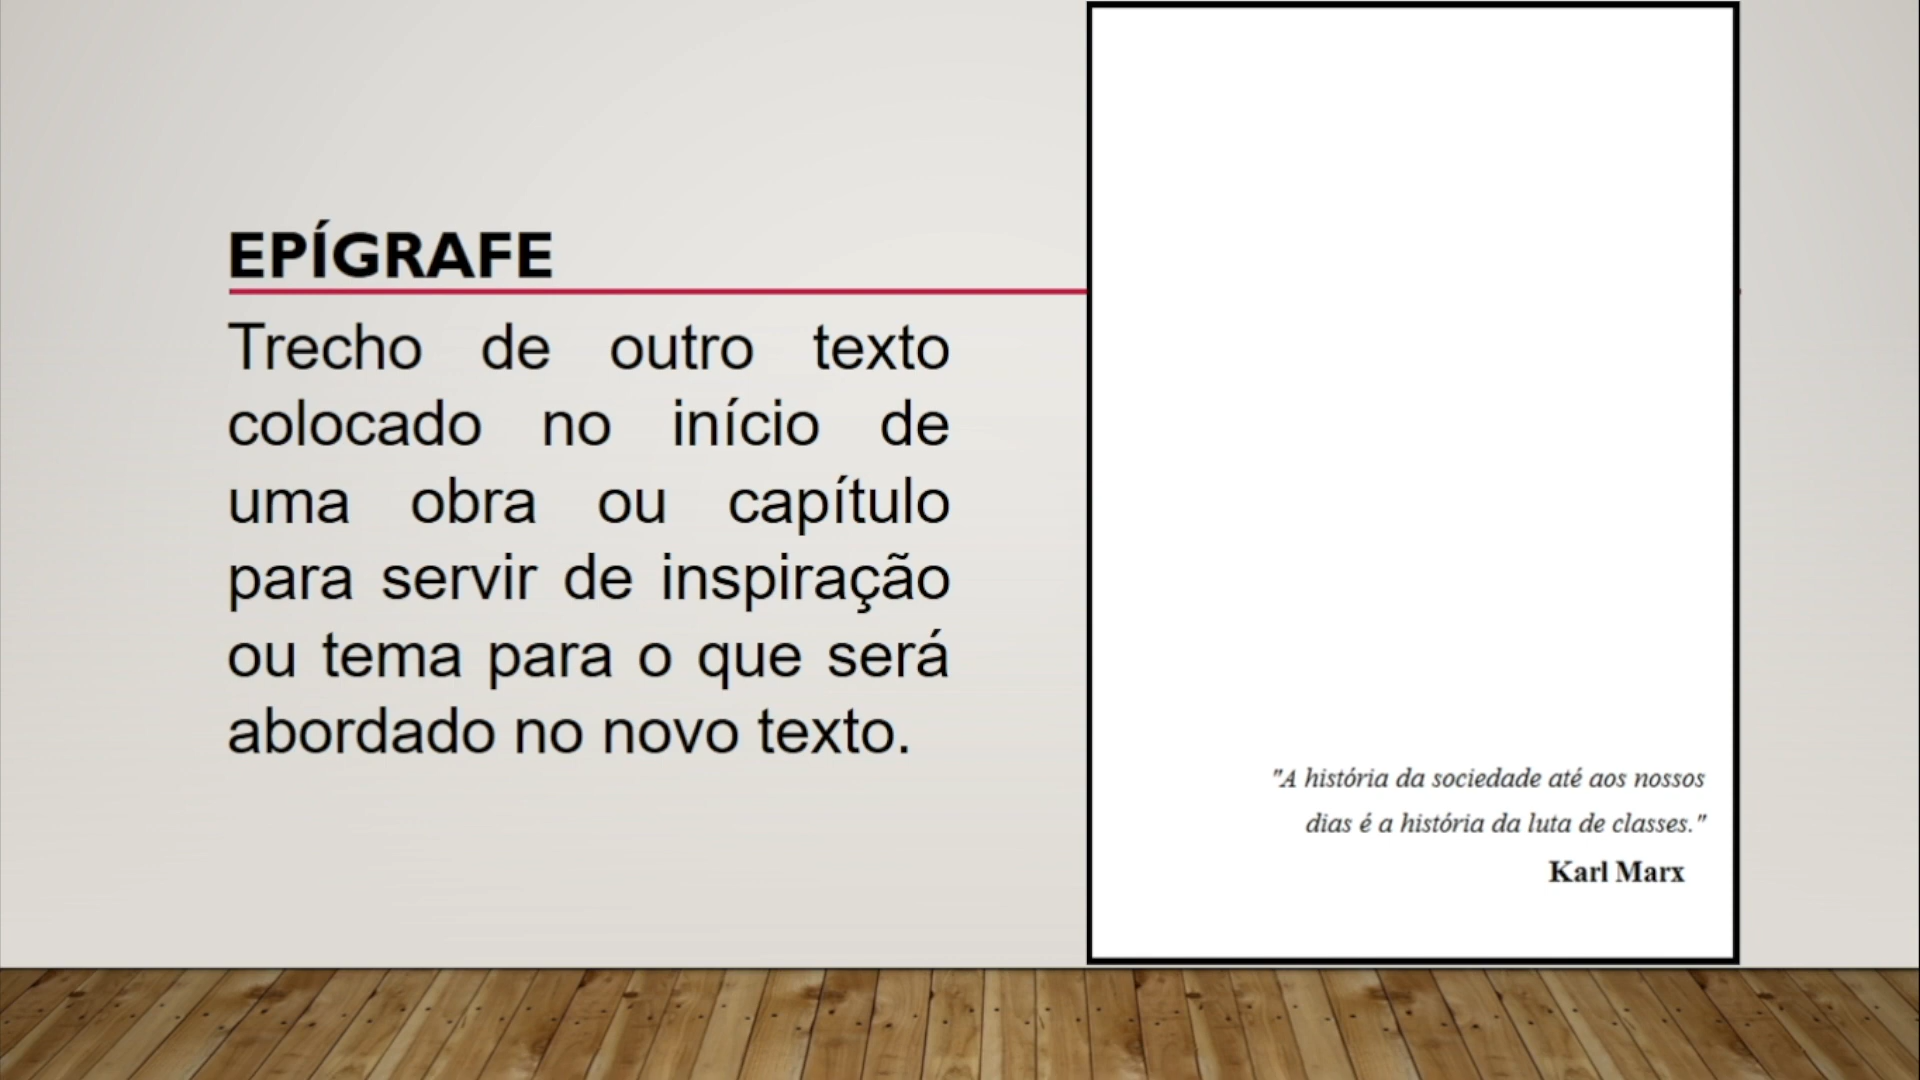 EPÍGRAFE
Trecho de outro texto
colocado no início de
uma obra ou capítulo
para servir de inspiração
ou tema para o que será
abordado no novo texto.
"A história da sociedade até aos nossos
dias é a história da luta de classes."
Karl Marx